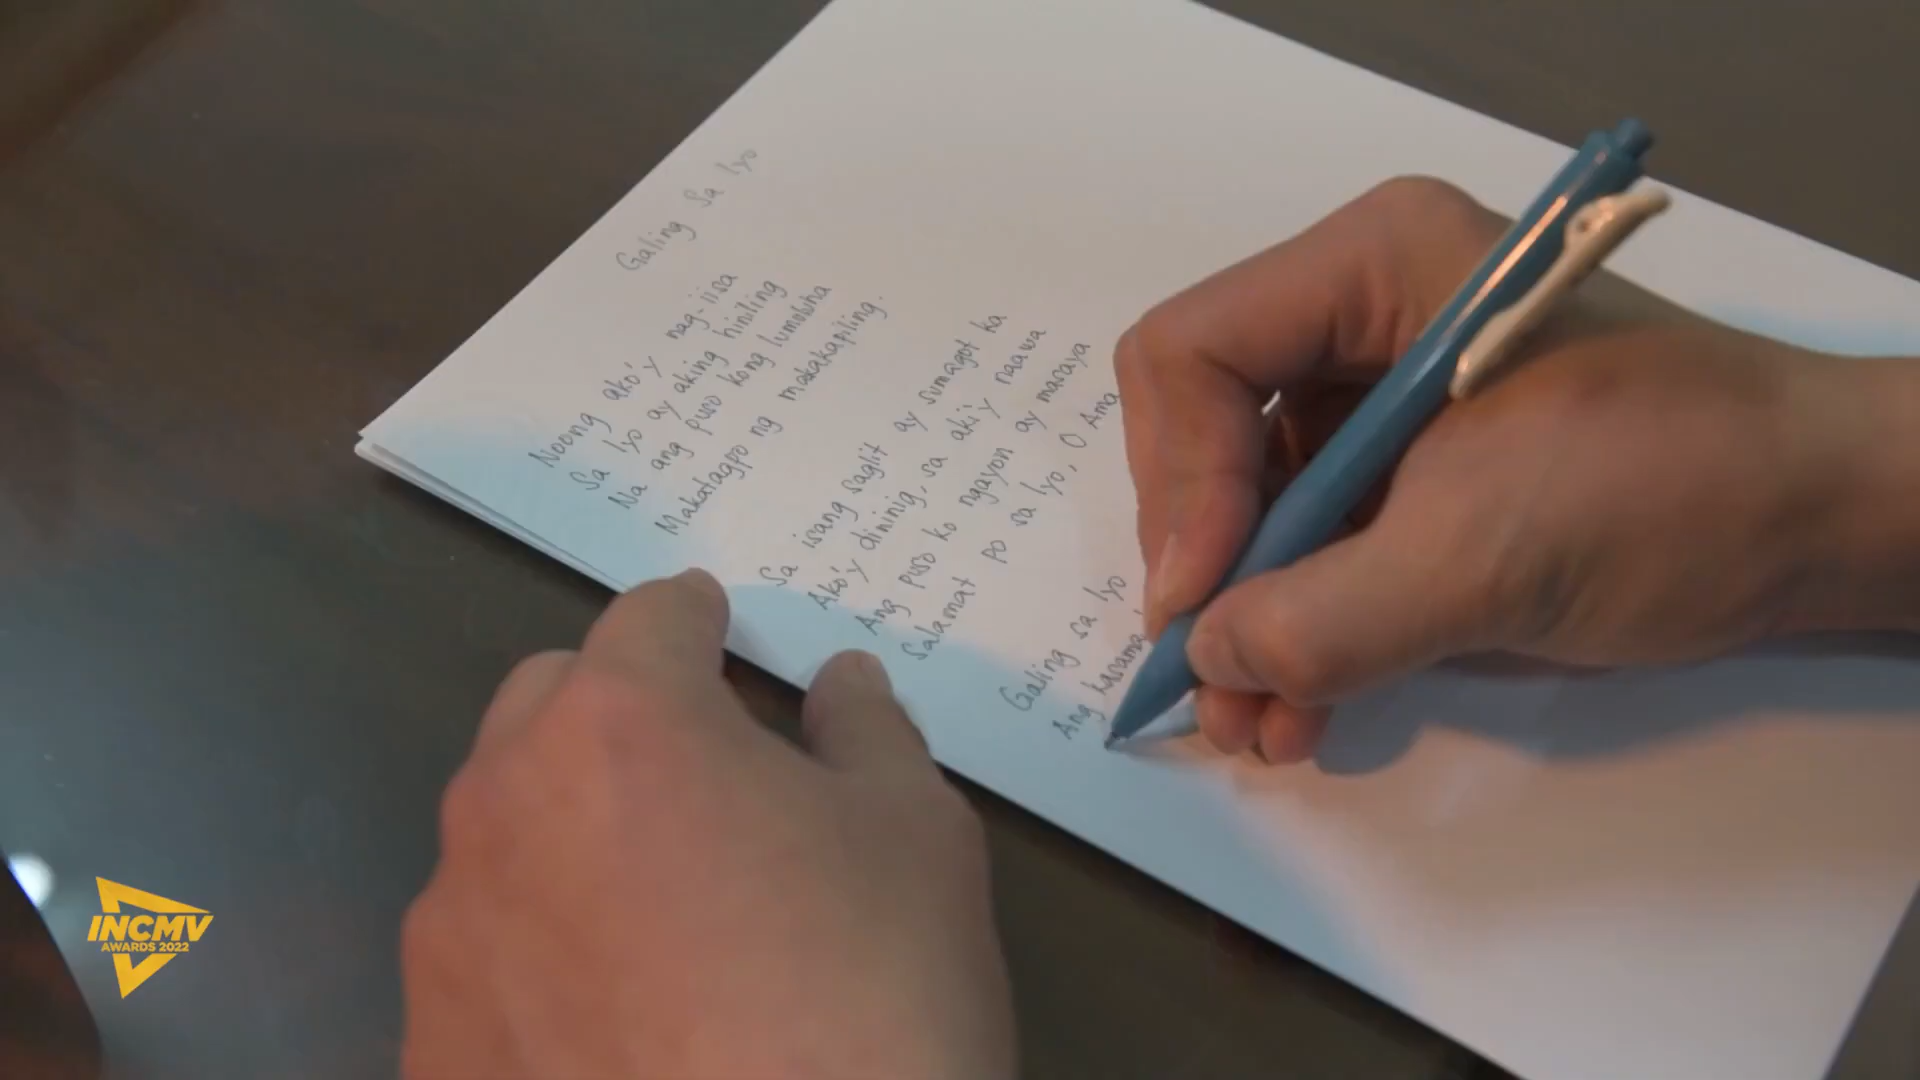 Galing Sa Iyo
Noong ako'y nag-iisa
Sa Iyo ay aking hiniling
Na ang puso kong lumobha
Makatagpo ng makakapiling.
Sa isang saglit ay sumagot ka
Ako'y dininig, sa aki'y naawa
Ang puso ko ngayon ay masaya
Salamat po sa Iyo, O Ama
Galing sa Iyo
Ang kasama
INCMV
AWARDS 2022